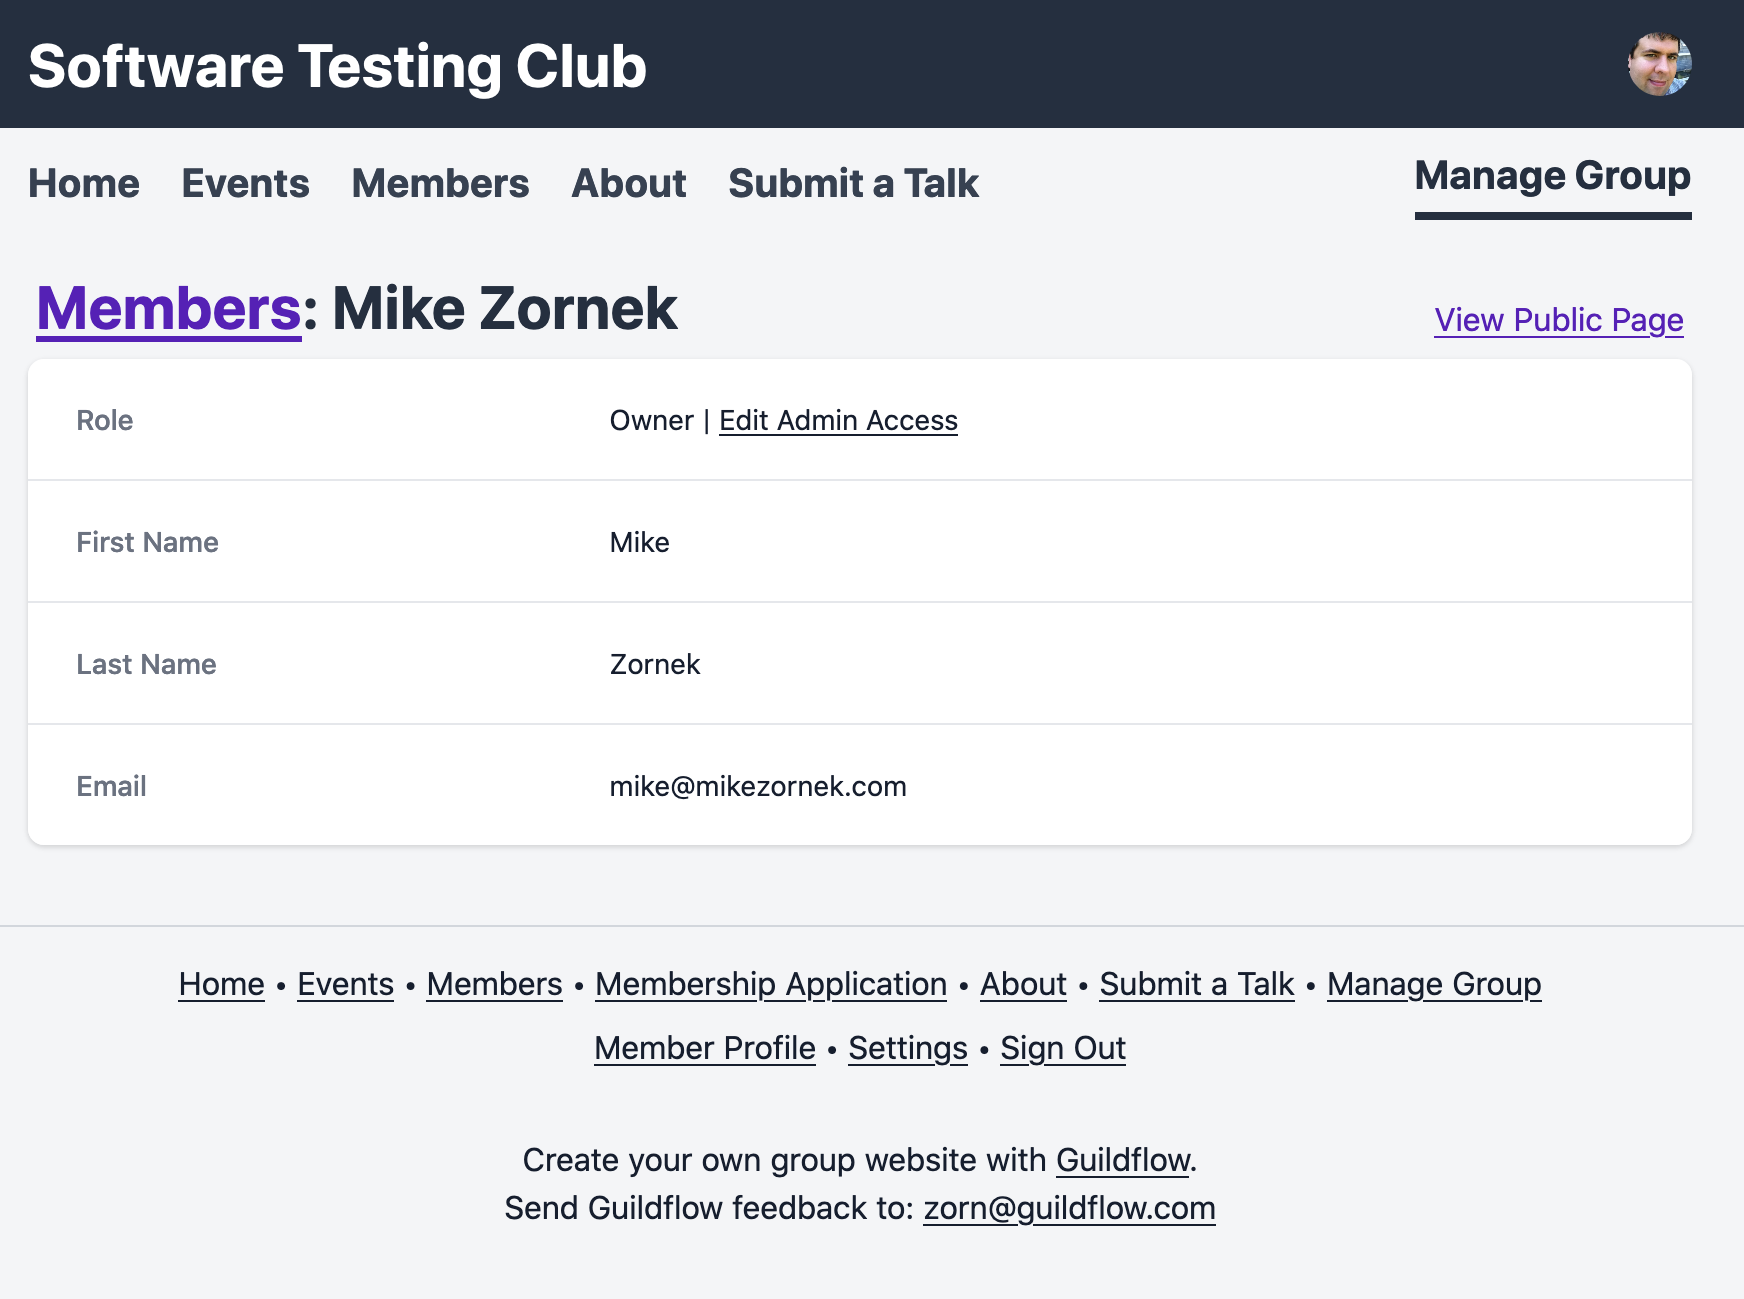 Software Testing Club
Home Events Members About Submit a Talk Manage Group
Members: Mike Zornek View Public Page
Role Owner | Edit Admin Access
First Name Mike
Last Name Zornek
Email mike@mikezornek.com
Home • Events • Members • Membership Application • About • Submit a Talk • Manage Group
Member Profile • Settings • Sign Out
Create your own group website with Guildflow.
Send Guildflow feedback to: zorn@guildflow.com